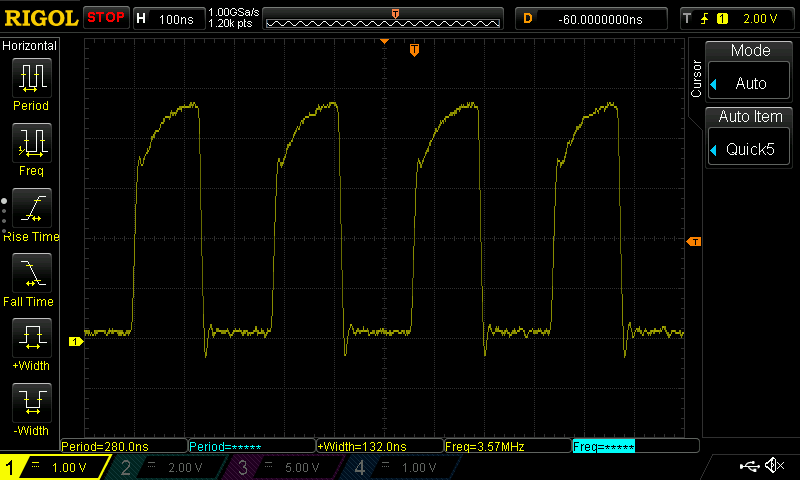 RIGOL STOP H 100ns 1.00GSa/s 1.20k pts D -60.0000000ns T 1 2.00 V
Horizontal
Period
Freq
Rise Time
Fall Time
+Width
-Width
T
T
T
1
Cursor
Mode
Auto
Auto Item
Quick5
Period=280.0ns Period=***** +Width=132.0ns Freq=3.57MHz Freq=*****
1 1.00 V 2 2.00 V 3 5.00 V 4 1.00 V